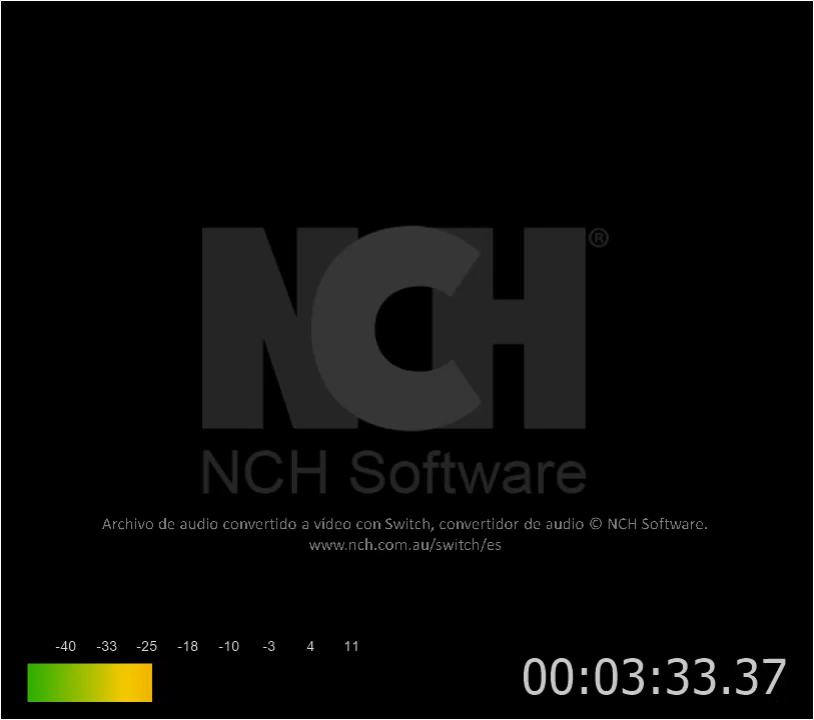 NCH®
NCH Software
Archivo de audio convertido a vídeo con Switch, convertidor de audio © NCH Software.
www.nch.com.au/switch/es
-40 -33 -25 -18 -10 -3 4 11
00:03:33.37